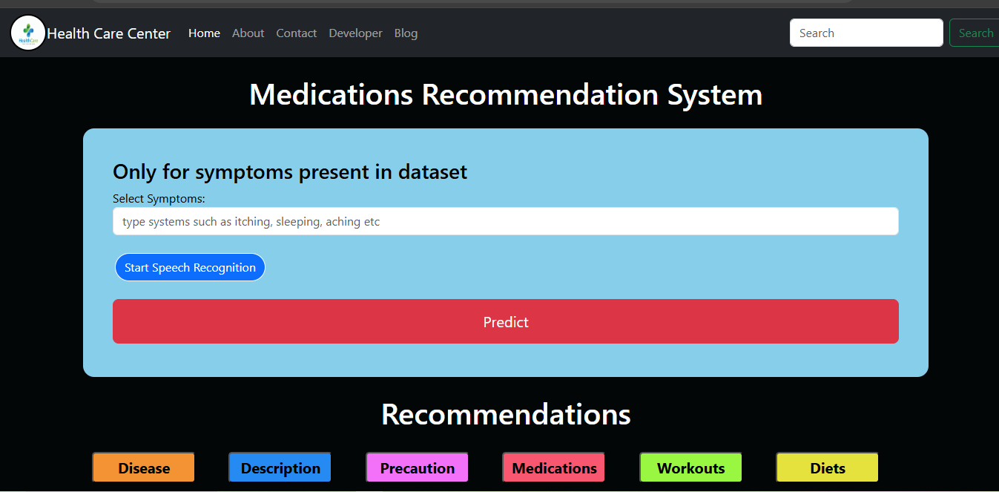 Health Care Center Home About Contact Developer Blog Search Search
HealthCare
Medications Recommendation System
Only for symptoms present in dataset
Select Symptoms:
type systems such as itching, sleeping, aching etc
Start Speech Recognition
Predict
Recommendations
Disease Description Precaution Medications Workouts Diets